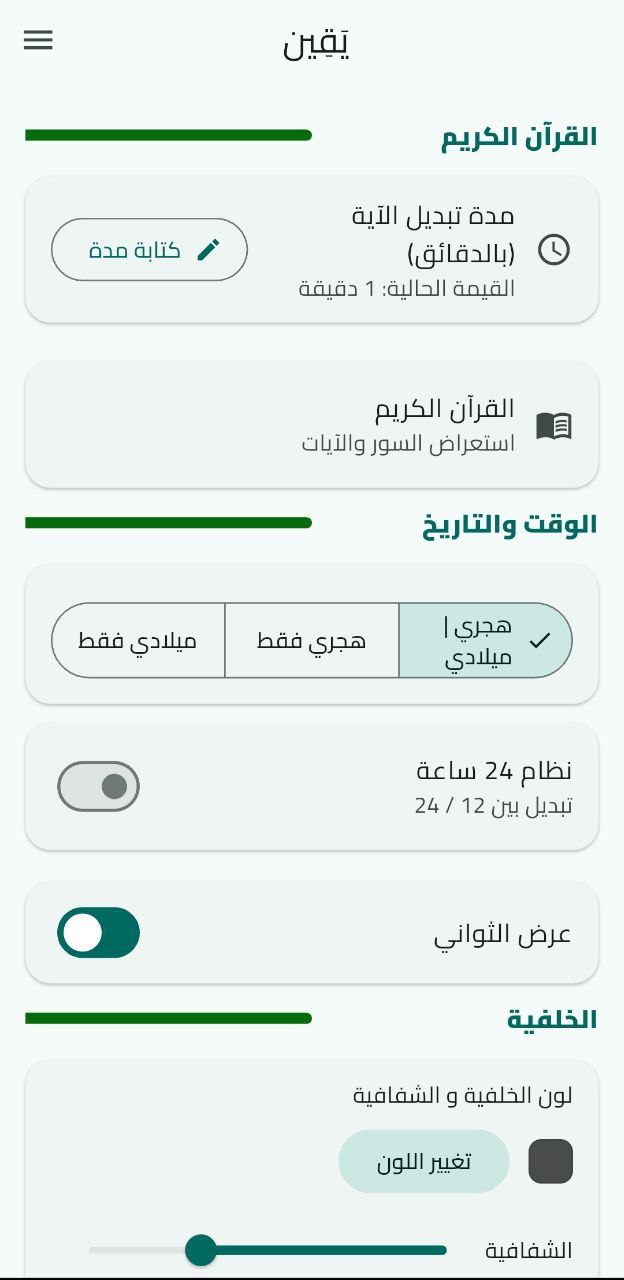 يَقِين
القرآن الكريم
مدة تبديل الآية
(بالدقائق)
القيمة الحالية: 1 دقيقة
كتابة مدة
القرآن الكريم
استعراض السور والآيات
الوقت والتاريخ
هجري |
ميلادي
هجري فقط
ميلادي فقط
نظام 24 ساعة
تبديل بين 12 / 24
عرض الثواني
الخلفية
لون الخلفية و الشفافية
تغيير اللون
الشفافية